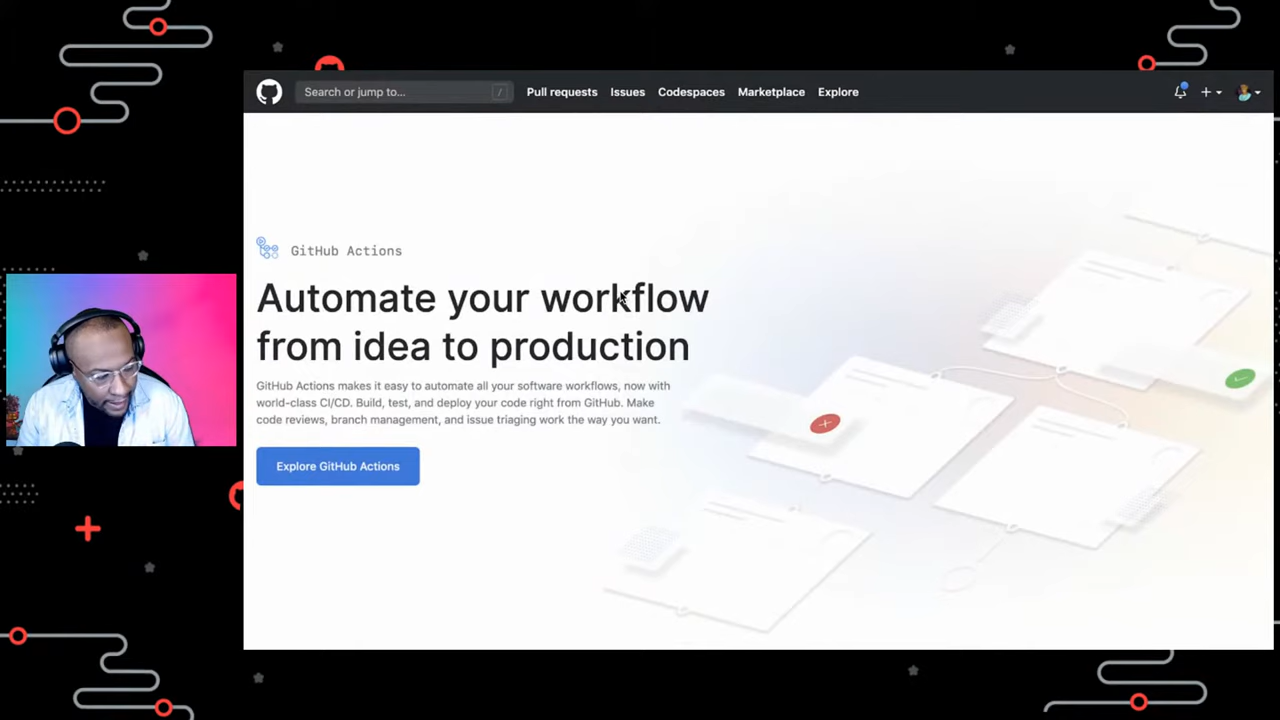 Search or jump to... /
Pull requests
Issues
Codespaces
Marketplace
Explore
GitHub Actions
Automate your workflow
from idea to production
GitHub Actions makes it easy to automate all your software workflows, now with
world-class CI/CD. Build, test, and deploy your code right from GitHub. Make
code reviews, branch management, and issue triaging work the way you want.
Explore GitHub Actions